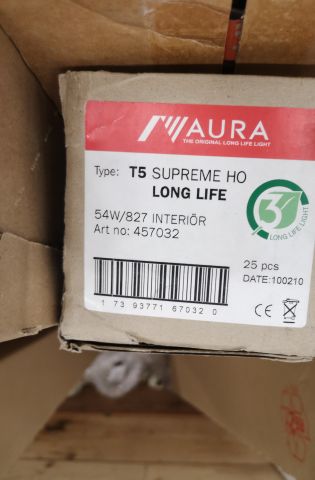 AURA
THE ORIGINAL LONG LIFE LIGHT
Type: T5 SUPREME HO
LONG LIFE
3
LONG LIFE LIGHT
54W/827 INTERIÖR
Art no: 457032
25 pcs
DATE:100210
1 73 93771 67032 0
CE